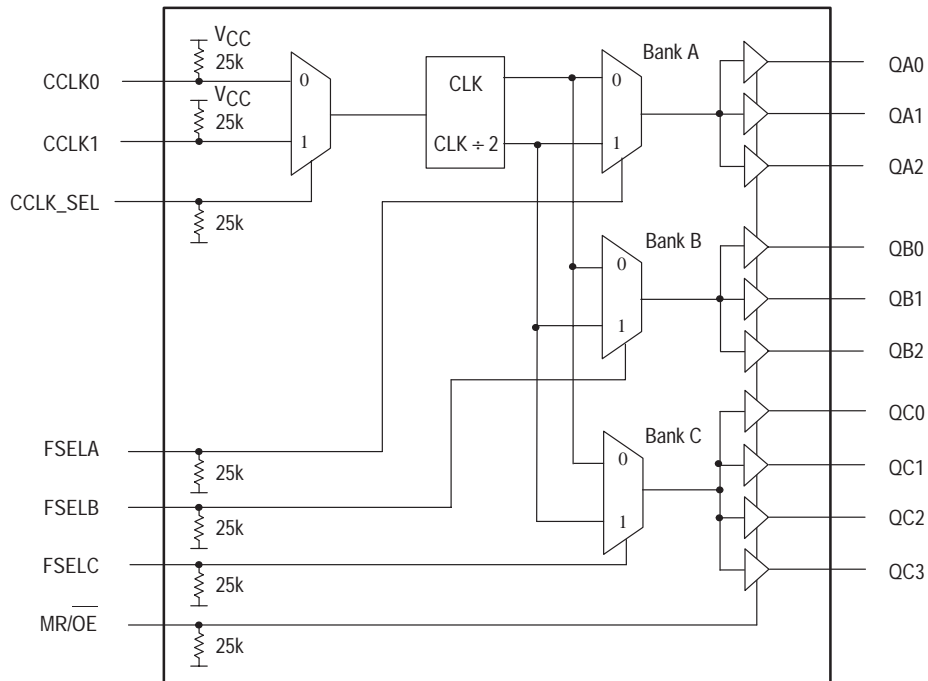 VCC
25k
CCLK0
0
CLK
Bank A
0
QA0
VCC
25k
CCLK1
1
CLK ÷ 2
1
QA1
QA2
CCLK_SEL
25k
Bank B
0
1
QB0
QB1
QB2
Bank C
0
1
QC0
QC1
QC2
QC3
FSELA
25k
FSELB
25k
FSELC
25k
MR/O̅E̅
25k